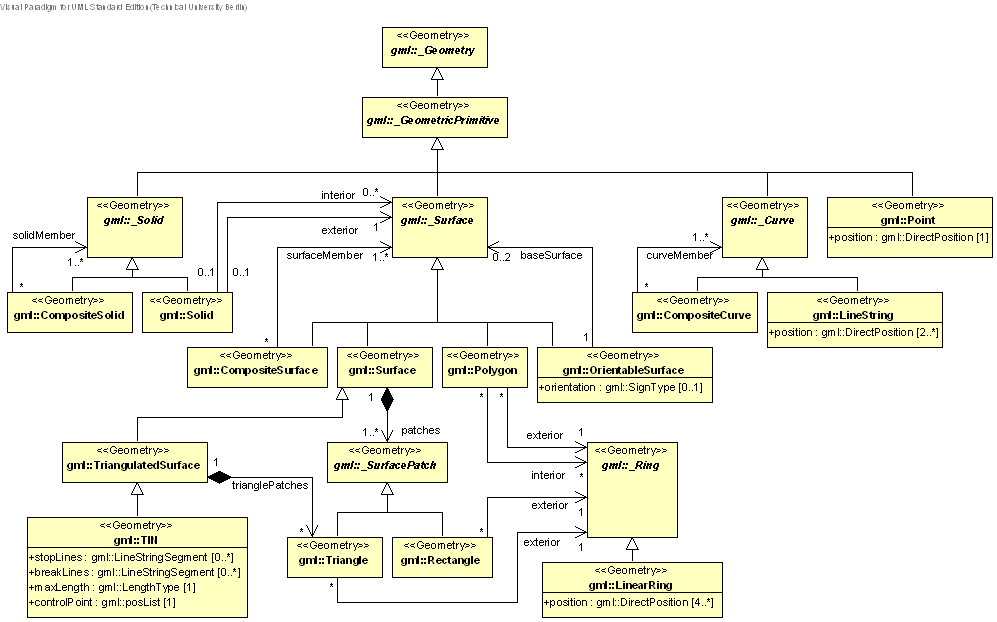 Visual Paradigm for UML Standard Edition(Technical University Berlin)
<<Geometry>>
gml::_Geometry
<<Geometry>>
gml::_GeometricPrimitive
<<Geometry>>
gml::_Solid
interior 0..*
exterior 1
<<Geometry>>
gml::_Surface
<<Geometry>>
gml::_Curve
<<Geometry>>
gml::Point
+position : gml::DirectPosition [1]
solidMember
1..*
*
0..1
0..1
surfaceMember 1..*
0..2 baseSurface
1..*
curveMember
*
<<Geometry>>
gml::CompositeSolid
<<Geometry>>
gml::Solid
<<Geometry>>
gml::CompositeCurve
<<Geometry>>
gml::LineString
+position : gml::DirectPosition [2..*]
*
1
<<Geometry>>
gml::CompositeSurface
<<Geometry>>
gml::Surface
<<Geometry>>
gml::Polygon
<<Geometry>>
gml::OrientableSurface
+orientation : gml::SignType [0..1]
1
* *
1..* patches
exterior 1
<<Geometry>>
gml::TriangulatedSurface
1
trianglePatches
*
<<Geometry>>
gml::_SurfacePatch
interior *
<<Geometry>>
gml::_Ring
exterior
1
*
exterior
1
<<Geometry>>
gml::TIN
+stopLines : gml::LineStringSegment [0..*]
+breakLines : gml::LineStringSegment [0..*]
+maxLength : gml::LengthType [1]
+controlPoint : gml::posList [1]
<<Geometry>>
gml::Triangle
*
<<Geometry>>
gml::Rectangle
<<Geometry>>
gml::LinearRing
+position : gml::DirectPosition [4..*]